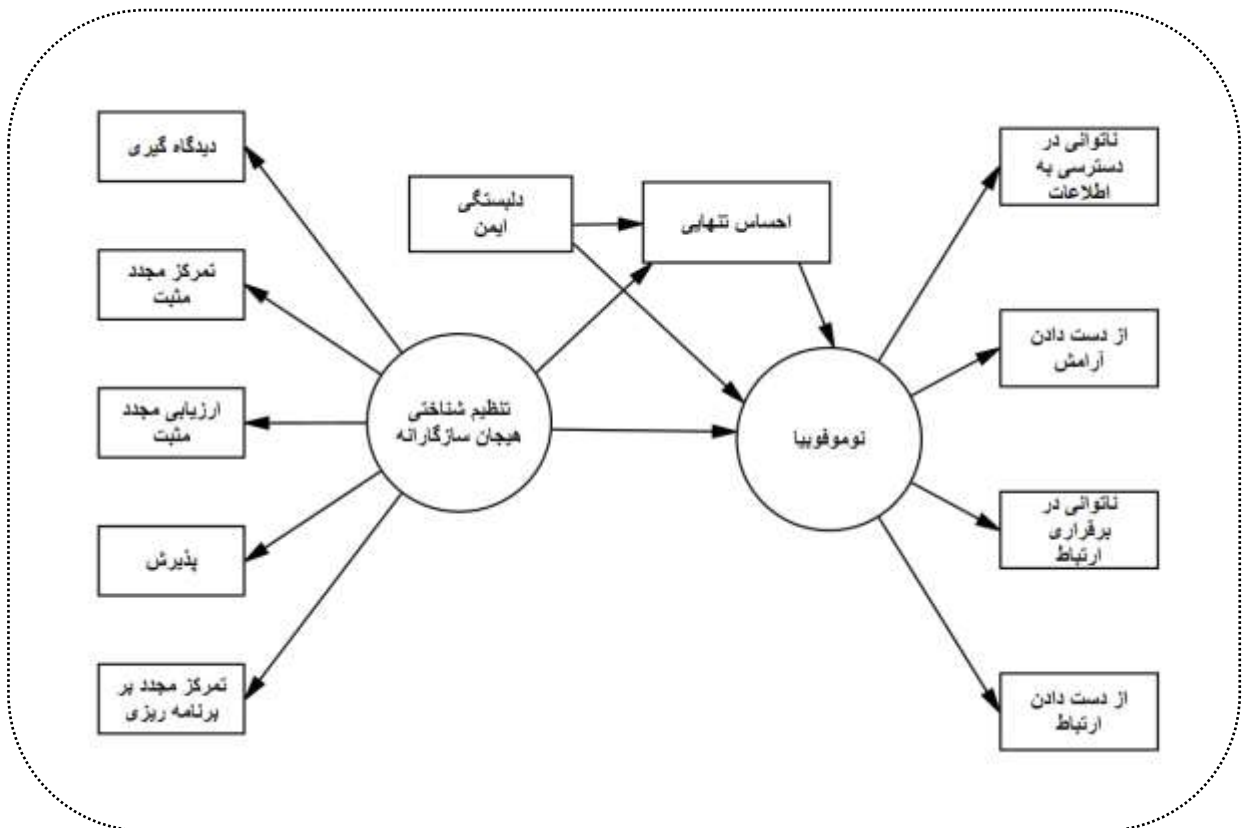 دیدگاه گیری
تمرکز مجدد
مثبت
ارزیابی مجدد
مثبت
پذیرش
تمرکز مجدد بر
برنامه ریزی
دلبستگی
ایمن
احساس تنهایی
تنظیم شناختی
هیجان سازگارانه
نوموفوبیا
ناتوانی در
دسترسی به
اطلاعات
از دست دادن
آرامش
ناتوانی در
برقراری
ارتباط
از دست دادن
ارتباط